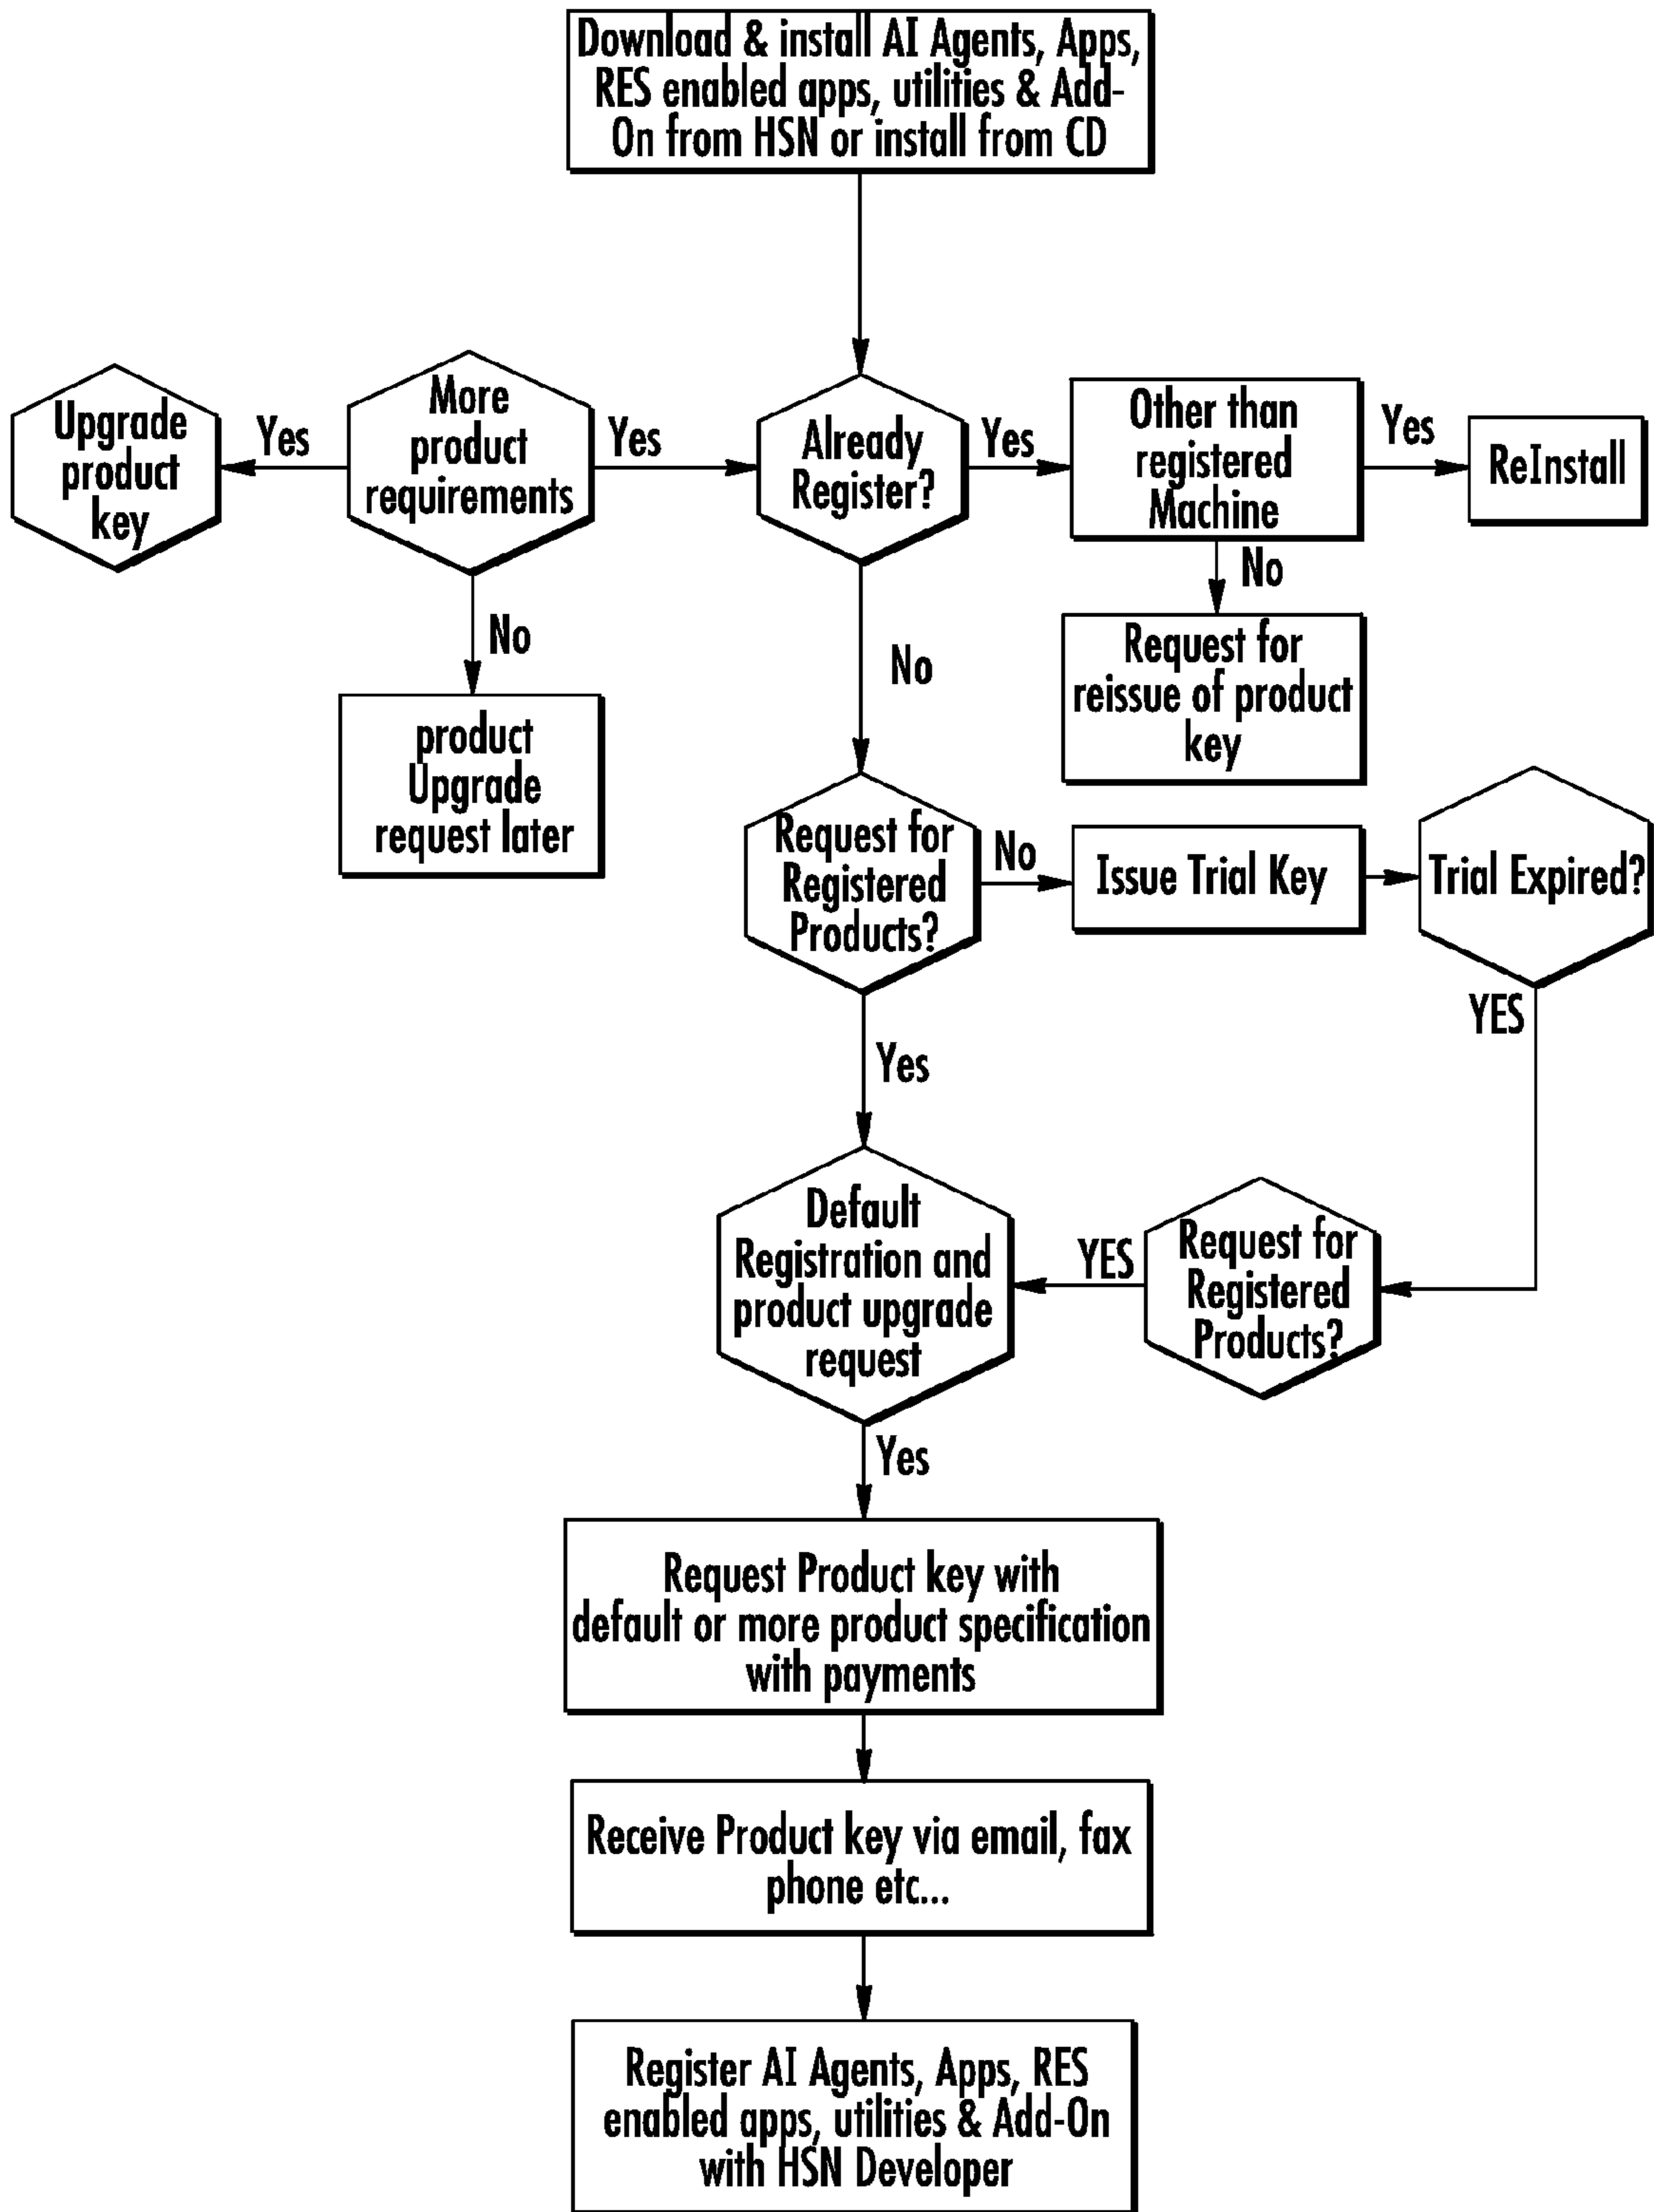 Download & install AI Agents, Apps,
RES enabled apps, utilities & Add-
On from HSN or install from CD
Upgrade
product
key
Yes
More
product
requirements
Yes
Already
Register?
Yes
Other than
registered
Machine
Yes
ReInstall
No
product
Upgrade
request later
No
No
Request for
reissue of product
key
Request for
Registered
Products?
No
Issue Trial Key
Trial Expired?
YES
Yes
Default
Registration and
product upgrade
request
YES
Request for
Registered
Products?
Yes
Request Product key with
default or more product specification
with payments
Receive Product key via email, fax
phone etc...
Register AI Agents, Apps, RES
enabled apps, utilities & Add-On
with HSN Developer